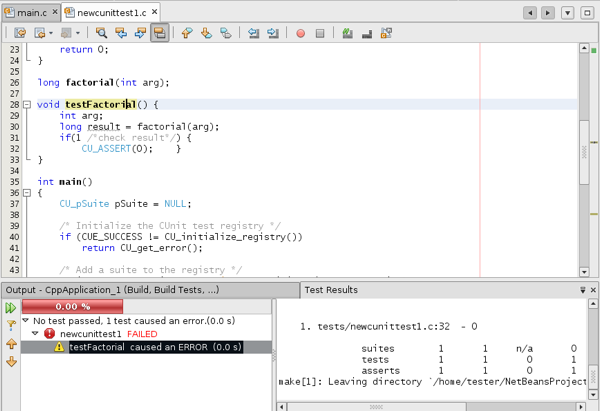 main.c newcunittest1.c
23 return 0;
24 }
25
26 long factorial(int arg);
27
28 void testFactorial() {
29 int arg;
30 long result = factorial(arg);
31 if(1 /*check result*/) {
32 CU_ASSERT(0); }
33 }
34
35 int main()
36 {
37 CU_pSuite pSuite = NULL;
38
39 /* Initialize the CUnit test registry */
40 if (CUE_SUCCESS != CU_initialize_registry())
41 return CU_get_error();
42
43 /* Add a suite to the registry */
Output - CppApplication_1 (Build, Build Tests, ...)
0.00 %
No test passed, 1 test caused an error.(0.0 s)
newcunittest1 FAILED
testFactorial caused an ERROR (0.0 s)
Test Results
1. tests/newcunittest1.c:32 - 0
suites 1 1 n/a 0
tests 1 1 0 1
asserts 1 1 0 1
make[1]: Leaving directory `/home/tester/NetBeansProject